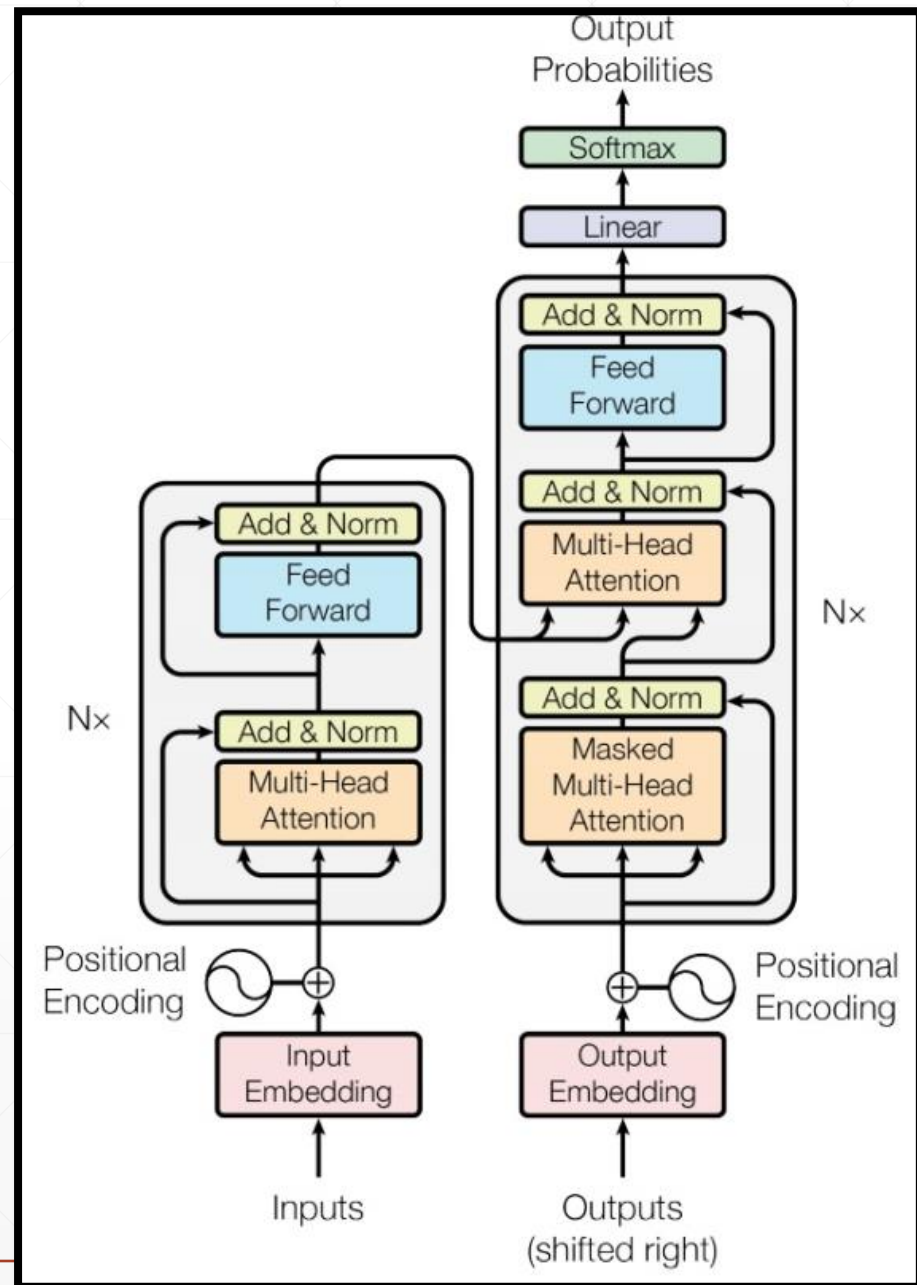 Output
Probabilities
Softmax
Linear
Add & Norm
Feed
Forward
Add & Norm
Multi-Head
Attention
Add & Norm
Masked
Multi-Head
Attention
Nx
Add & Norm
Feed
Forward
Add & Norm
Multi-Head
Attention
Nx
Positional
Encoding
Positional
Encoding
Input
Embedding
Output
Embedding
Inputs
Outputs
(shifted right)